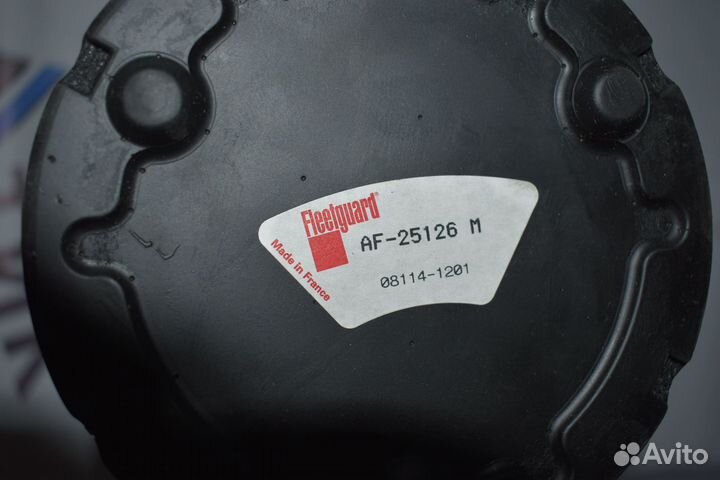 Fleetguard®
AF-25126 M
Made in France
08114-1201
Avito